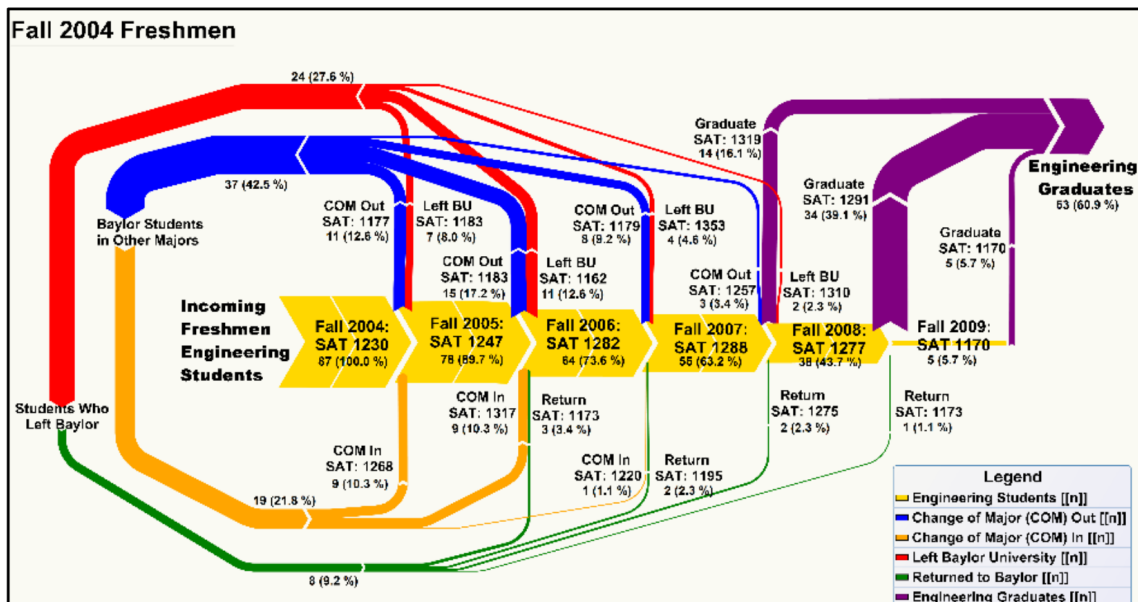 Fall 2004 Freshmen
24 (27.6 %)
37 (42.5 %)
Baylor Students
in Other Majors
COM Out
SAT: 1177
11 (12.6 %)
Left BU
SAT: 1183
7 (8.0 %)
COM Out
SAT: 1183
15 (17.2 %)
Left BU
SAT: 1162
11 (12.6 %)
COM Out
SAT: 1179
8 (9.2 %)
Left BU
SAT: 1353
4 (4.6 %)
COM Out
SAT: 1257
3 (3.4 %)
Left BU
SAT: 1310
2 (2.3 %)
Graduate
SAT: 1319
14 (16.1 %)
Graduate
SAT: 1291
34 (39.1 %)
Graduate
SAT: 1170
5 (5.7 %)
Engineering
Graduates
53 (60.9 %)
Incoming
Freshmen
Engineering
Students
Fall 2004:
SAT 1230
87 (100.0 %)
Fall 2005:
SAT 1247
78 (89.7 %)
Fall 2006:
SAT 1282
64 (73.6 %)
Fall 2007:
SAT 1288
55 (63.2 %)
Fall 2008:
SAT 1277
38 (43.7 %)
Fall 2009:
SAT 1170
5 (5.7 %)
Students Who
Left Baylor
COM In
SAT: 1268
9 (10.3 %)
COM In
SAT: 1317
9 (10.3 %)
Return
SAT: 1173
3 (3.4 %)
COM In
SAT: 1220
1 (1.1 %)
Return
SAT: 1195
2 (2.3 %)
Return
SAT: 1275
2 (2.3 %)
Return
SAT: 1173
1 (1.1 %)
19 (21.8 %)
8 (9.2 %)
Legend
Engineering Students [[n]]
Change of Major (COM) Out [[n]]
Change of Major (COM) In [[n]]
Left Baylor University [[n]]
Returned to Baylor [[n]]
Engineering Graduates [[n]]